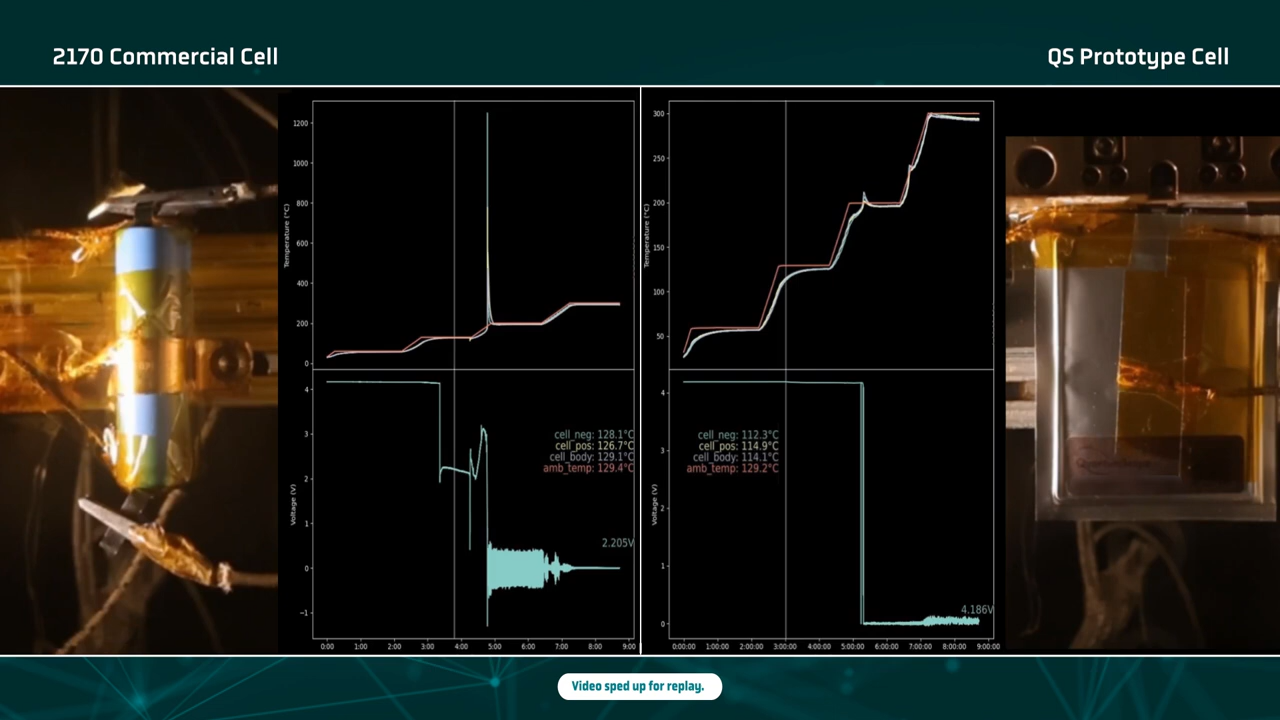 2170 Commercial Cell
QS Prototype Cell
1200
1000
800
600
400
200
0
Temperature (°C)
4
3
2
1
0
−1
Voltage (V)
cell_neg: 128.1°C
cell_pos: 126.7°C
cell_body: 129.1°C
amb_temp: 129.4°C
2.205V
0:00 1:00 2:00 3:00 4:00 5:00 6:00 7:00 8:00 9:00
300
250
200
150
100
50
Temperature (°C)
4
3
2
1
0
Voltage (V)
cell_neg: 112.3°C
cell_pos: 114.9°C
cell_body: 114.1°C
amb_temp: 129.2°C
4.186V
0:00:00 1:00:00 2:00:00 3:00:00 4:00:00 5:00:00 6:00:00 7:00:00 8:00:00 9:00:00
Video sped up for replay.